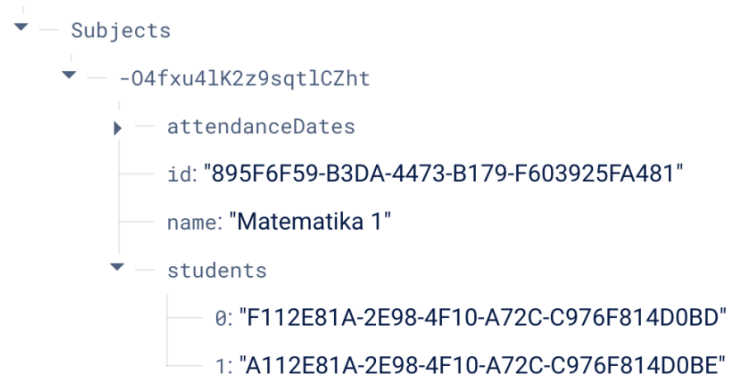 Subjects
-O4fxu4lK2z9sqtlCZht
attendanceDates
id: "895F6F59-B3DA-4473-B179-F603925FA481"
name: "Matematika 1"
students
0: "F112E81A-2E98-4F10-A72C-C976F814D0BD"
1: "A112E81A-2E98-4F10-A72C-C976F814D0BE"